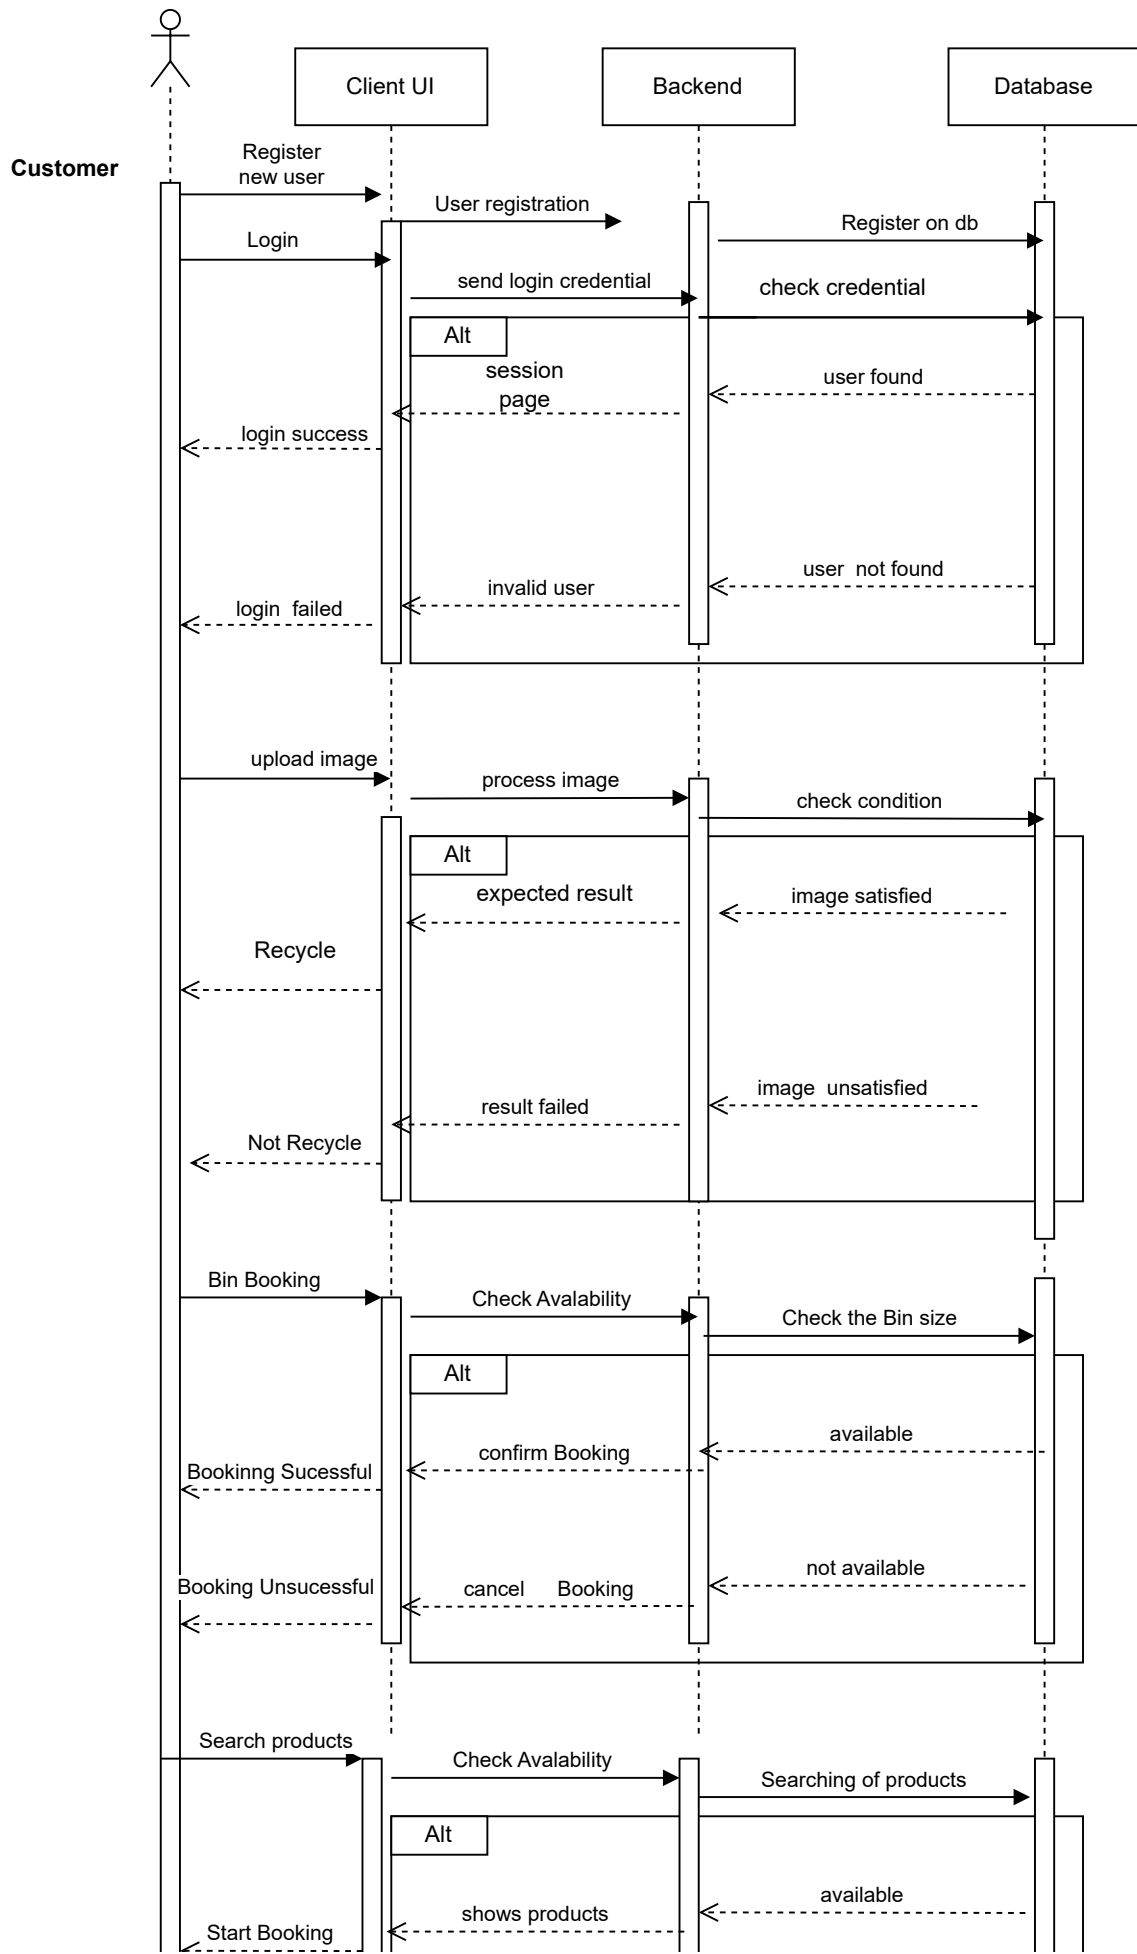 Client UI
Backend
Database
Customer
Register
new user
User registration
Register on db
Login
send login credential
check credential
Alt
session
page
user found
login success
user  not found
invalid user
login  failed
upload image
process image
check condition
Alt
expected result
image satisfied
Recycle
image  unsatisfied
result failed
Not Recycle
Bin Booking
Check Avalability
Check the Bin size
Alt
available
confirm Booking
Bookinng Sucessful
not available
Booking Unsucessful
cancel     Booking
Search products
Check Avalability
Searching of products
Alt
available
shows products
Start Booking